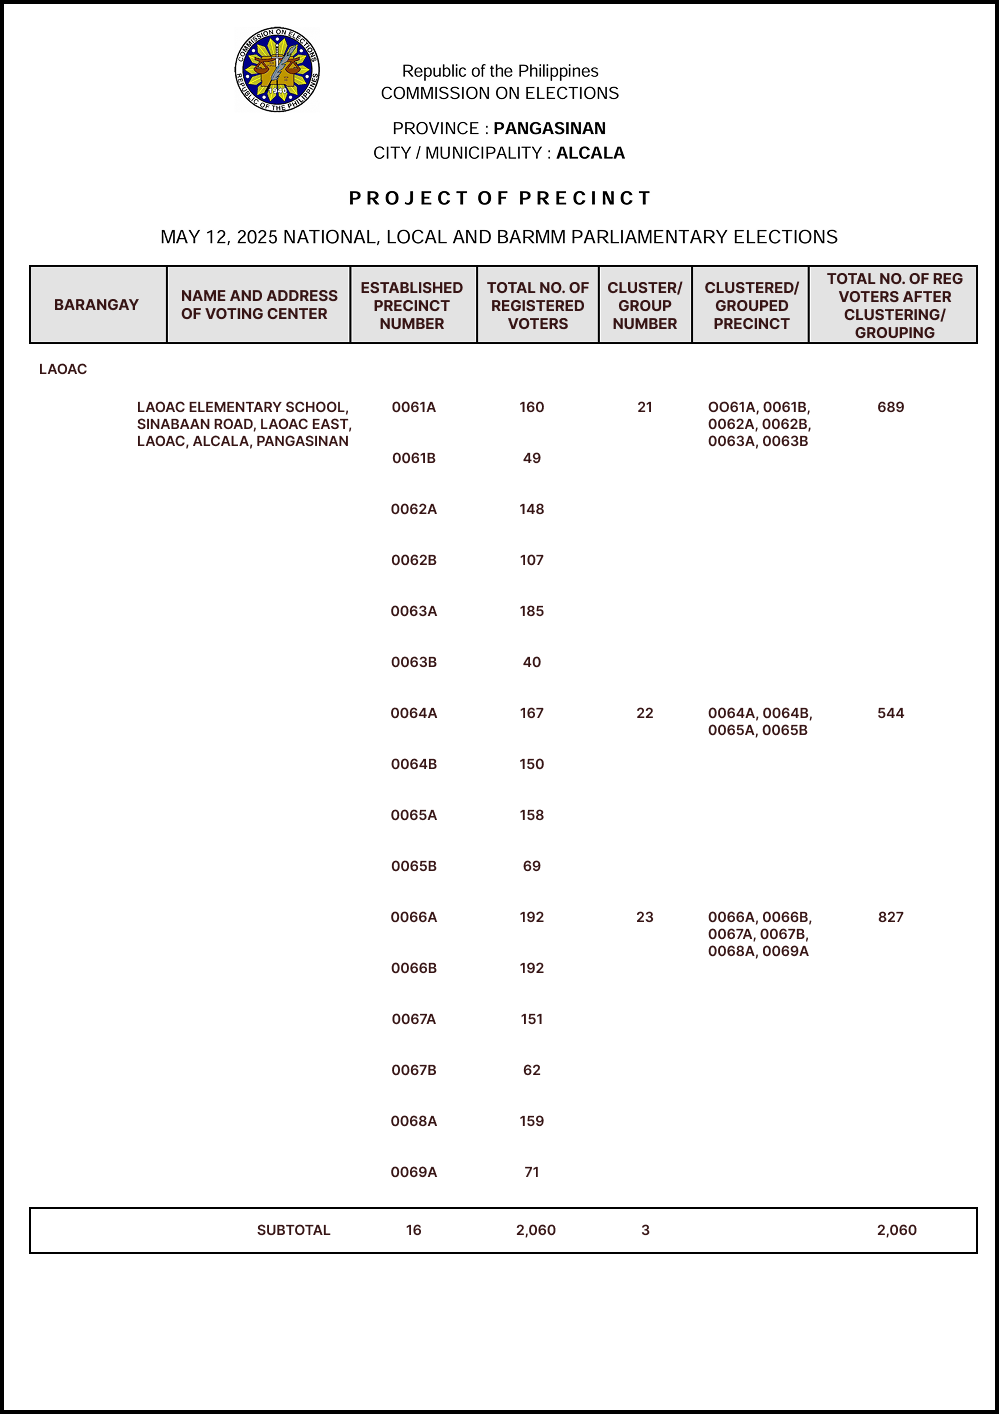 COMMISSION ON ELECTIONS
1940
REPUBLIC OF THE PHILIPPINES
Republic of the Philippines
COMMISSION ON ELECTIONS
PROVINCE : PANGASINAN
CITY / MUNICIPALITY : ALCALA
PROJECT OF PRECINCT
MAY 12, 2025 NATIONAL, LOCAL AND BARMM PARLIAMENTARY ELECTIONS
BARANGAY
NAME AND ADDRESS
OF VOTING CENTER
ESTABLISHED
PRECINCT
NUMBER
TOTAL NO. OF
REGISTERED
VOTERS
CLUSTER/
GROUP
NUMBER
CLUSTERED/
GROUPED
PRECINCT
TOTAL NO. OF REG
VOTERS AFTER
CLUSTERING/
GROUPING
LAOAC
LAOAC ELEMENTARY SCHOOL, 0061A 160 21 OO61A, 0061B, 689
SINABAAN ROAD, LAOAC EAST, 0062A, 0062B,
LAOAC, ALCALA, PANGASINAN 0063A, 0063B
0061B 49
0062A 148
0062B 107
0063A 185
0063B 40
0064A 167 22 0064A, 0064B, 544
0065A, 0065B
0064B 150
0065A 158
0065B 69
0066A 192 23 0066A, 0066B, 827
0067A, 0067B,
0068A, 0069A
0066B 192
0067A 151
0067B 62
0068A 159
0069A 71
SUBTOTAL 16 2,060 3 2,060